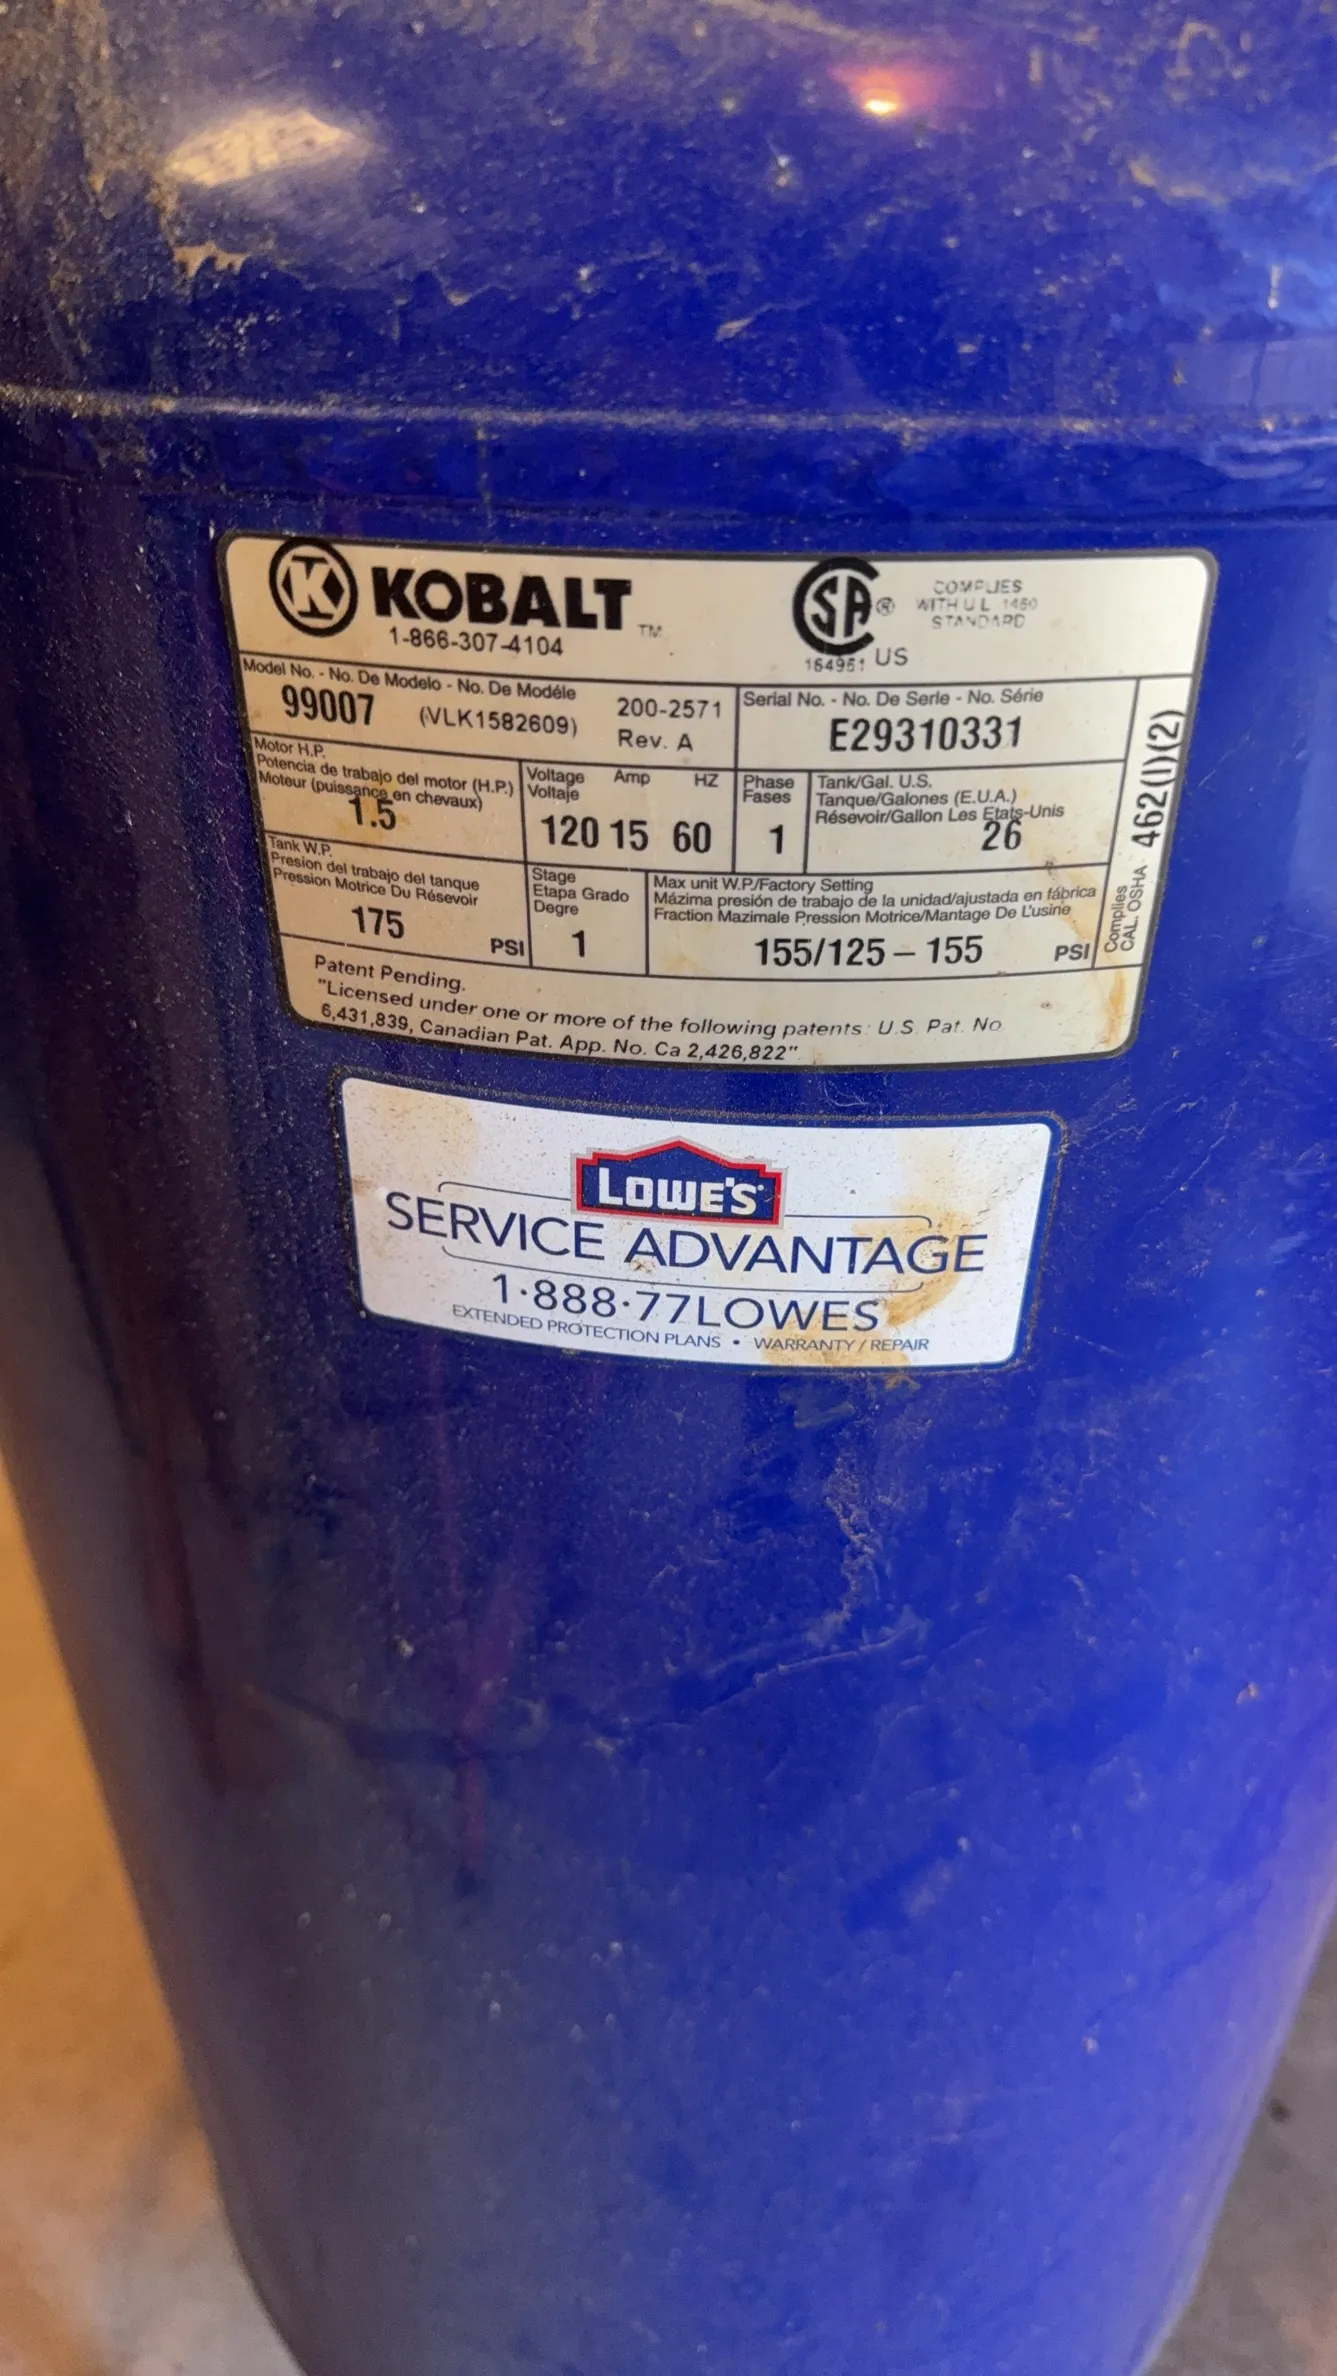 K KOBALT TM
1-866-307-4104
CSA ® US
164961
COMPLIES
WITH U L 1450
STANDARD
Model No. - No. De Modelo - No. De Modéle
99007 (VLK1582609)
200-2571
Rev. A
Serial No. - No. De Serle - No. Série
E29310331
Motor H.P.
Potencia de trabajo del motor (H.P.)
Moteur (puissance en chevaux)
1.5
Voltage Amp HZ
Voltaje
120 15 60
Phase
Fases
1
Tank/Gal. U.S.
Tanque/Galones (E.U.A.)
Résevoir/Gallon Les Etats-Unis
26
Tank W.P.
Presion del trabajo del tanque
Pression Motrice Du Résevoir
175 PSI
Stage
Etapa Grado
Degre
1
Max unit W.P./Factory Setting
Mázima presión de trabajo de la unidad/ajustada en fábrica
Fraction Mazimale Pression Motrice/Mantage De L'usine
155/125 – 155 PSI
Complies
CAL. OSHA 462(l)(2)
Patent Pending.
"Licensed under one or more of the following patents: U.S. Pat. No.
6,431,839, Canadian Pat. App. No. Ca 2,426,822"
LOWE'S
SERVICE ADVANTAGE
1·888·77LOWES
EXTENDED PROTECTION PLANS • WARRANTY / REPAIR